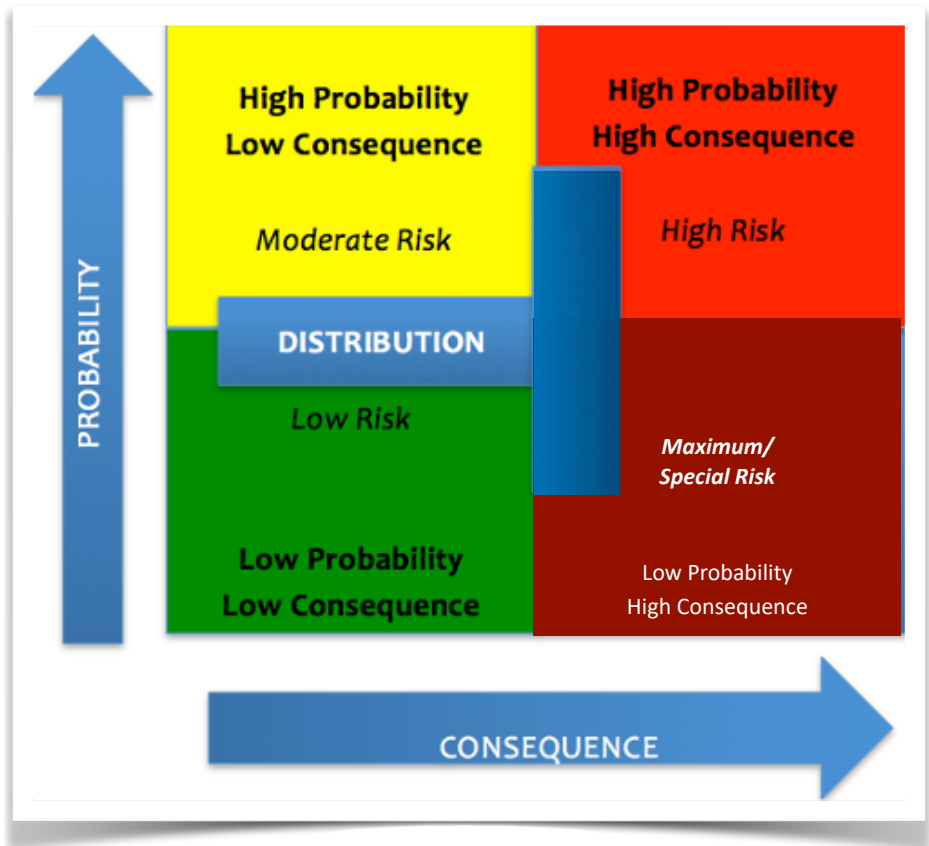 High Probability
Low Consequence
Moderate Risk
High Probability
High Consequence
High Risk
PROBABILITY
DISTRIBUTION
Low Risk
Low Probability
Low Consequence
Maximum/
Special Risk
Low Probability
High Consequence
CONSEQUENCE